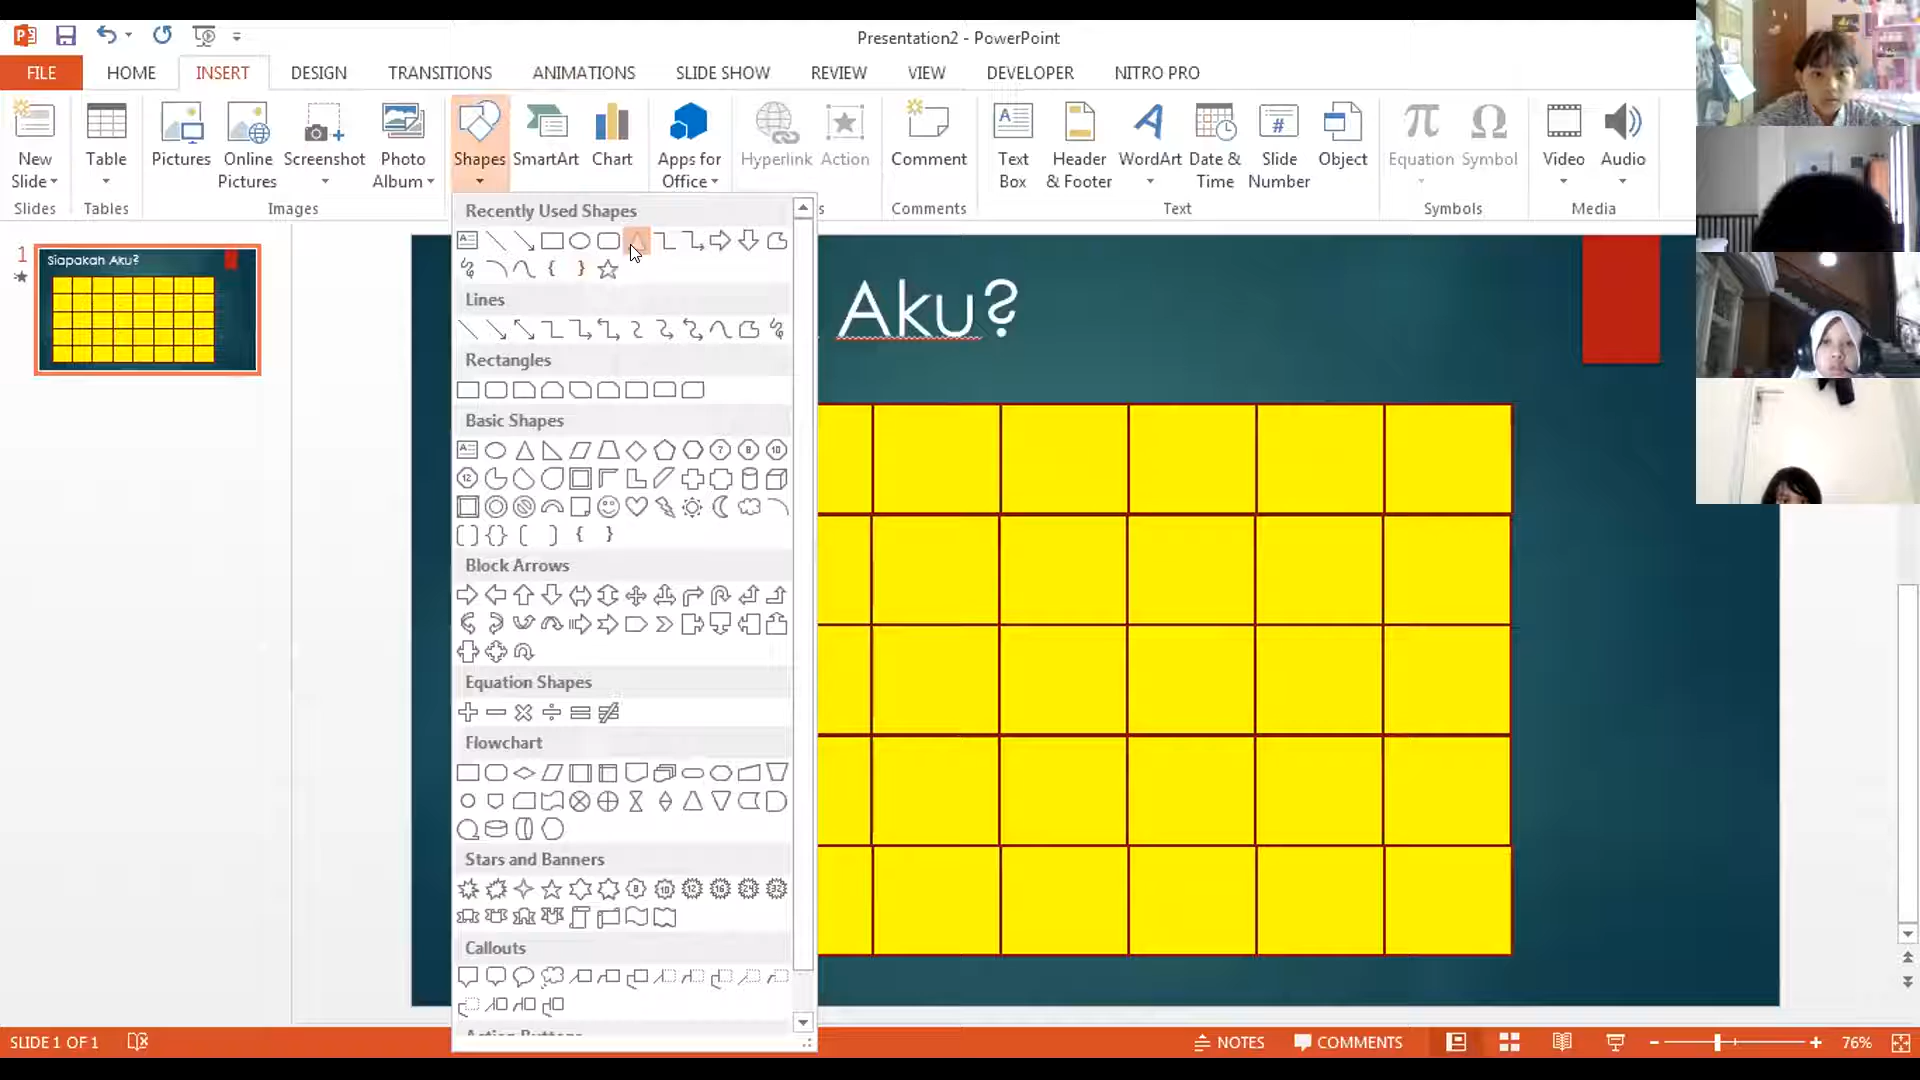 Presentation2 - PowerPoint
FILE
HOME
INSERT
DESIGN
TRANSITIONS
ANIMATIONS
SLIDE SHOW
REVIEW
VIEW
DEVELOPER
NITRO PRO
New Slide
Table
Pictures
Online Pictures
Screenshot
Photo Album
Shapes
SmartArt
Chart
Apps for Office
Hyperlink
Action
Comment
Text Box
Header & Footer
WordArt
Date & Time
Slide Number
Object
Equation
Symbol
Video
Audio
Slides
Tables
Images
s
Comments
Text
Symbols
Media
Recently Used Shapes
Lines
Rectangles
Basic Shapes
Block Arrows
Equation Shapes
Flowchart
Stars and Banners
Callouts
Action Buttons
1
Siapakah Aku?
Aku?
SLIDE 1 OF 1
NOTES
COMMENTS
76%